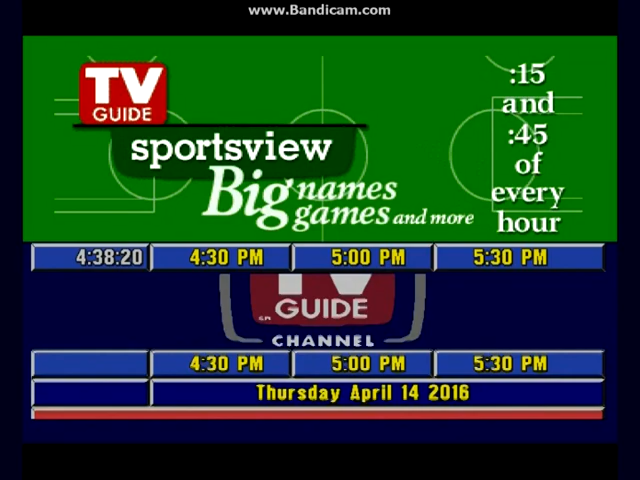 www.Bandicam.com
TV
GUIDE
sportsview
Big names
games and more
:15
and
:45
of
every
hour
4:38:20 4:30 PM 5:00 PM 5:30 PM
TV
GUIDE
CHANNEL
4:30 PM 5:00 PM 5:30 PM
Thursday April 14 2016